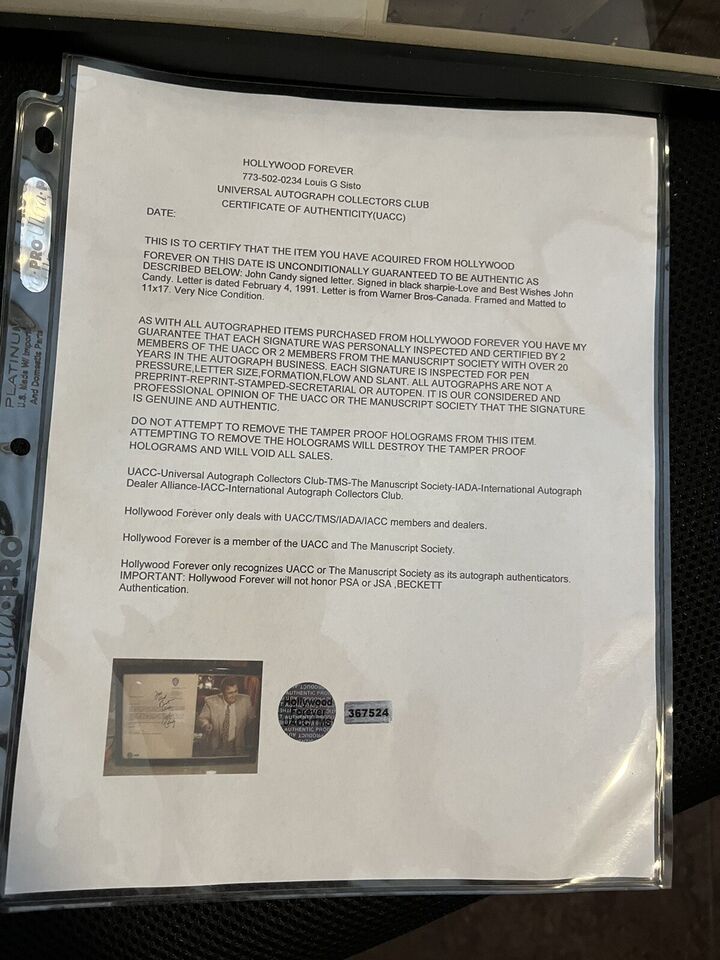 HOLLYWOOD FOREVER
773-502-0234 Louis G Sisto
UNIVERSAL AUTOGRAPH COLLECTORS CLUB
CERTIFICATE OF AUTHENTICITY(UACC)
DATE:
THIS IS TO CERTIFY THAT THE ITEM YOU HAVE ACQUIRED FROM HOLLYWOOD
FOREVER ON THIS DATE IS UNCONDITIONALLY GUARANTEED TO BE AUTHENTIC AS
DESCRIBED BELOW: John Candy signed letter. Signed in black sharpie-Love and Best Wishes John
Candy. Letter is dated February 4, 1991. Letter is from Warner Bros-Canada. Framed and Matted to
11x17. Very Nice Condition.
AS WITH ALL AUTOGRAPHED ITEMS PURCHASED FROM HOLLYWOOD FOREVER YOU HAVE MY
GUARANTEE THAT EACH SIGNATURE WAS PERSONALLY INSPECTED AND CERTIFIED BY 2
MEMBERS OF THE UACC OR 2 MEMBERS FROM THE MANUSCRIPT SOCIETY WITH OVER 20
YEARS IN THE AUTOGRAPH BUSINESS. EACH SIGNATURE IS INSPECTED FOR PEN
PRESSURE,LETTER SIZE,FORMATION,FLOW AND SLANT. ALL AUTOGRAPHS ARE NOT A
PREPRINT-REPRINT-STAMPED-SECRETARIAL OR AUTOPEN. IT IS OUR CONSIDERED AND
PROFESSIONAL OPINION OF THE UACC OR THE MANUSCRIPT SOCIETY THAT THE SIGNATURE
IS GENUINE AND AUTHENTIC.
DO NOT ATTEMPT TO REMOVE THE TAMPER PROOF HOLOGRAMS FROM THIS ITEM.
ATTEMPTING TO REMOVE THE HOLOGRAMS WILL DESTROY THE TAMPER PROOF
HOLOGRAMS AND WILL VOID ALL SALES.
UACC-Universal Autograph Collectors Club-TMS-The Manuscript Society-IADA-International Autograph
Dealer Alliance-IACC-International Autograph Collectors Club.
Hollywood Forever only deals with UACC/TMS/IADA/IACC members and dealers.
Hollywood Forever is a member of the UACC and The Manuscript Society.
Hollywood Forever only recognizes UACC or The Manuscript Society as its autograph authenticators.
IMPORTANT: Hollywood Forever will not honor PSA or JSA ,BECKETT
Authentication.
Hollywood
Forever
UACC/TMS
367524
PLATINUM
U.S. Made W/ Import
And Domestic Parts
Ultra PRO